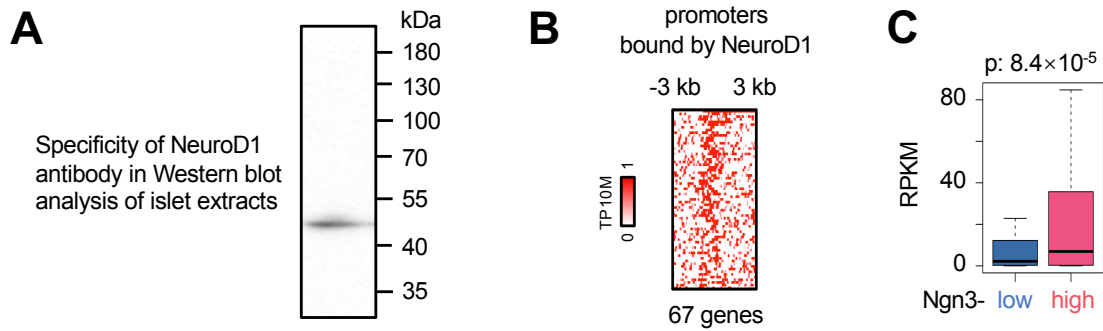 A
Specificity of NeuroD1
antibody in Western blot
analysis of islet extracts
kDa
180
130
100
70
55
40
35
B
promoters
bound by NeuroD1
-3 kb 3 kb
TP10M
0 1
67 genes
C
p: 8.4×10⁻⁵
RPKM
80
40
0
Ngn3- low high